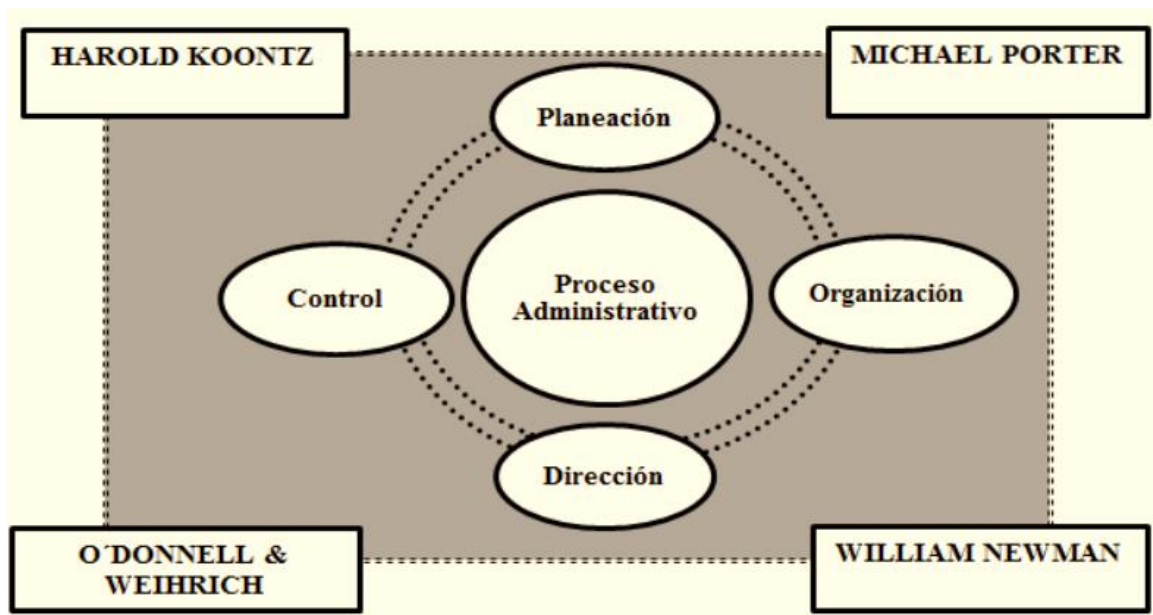 HAROLD KOONTZ
MICHAEL PORTER
Planeación
Control
Proceso
Administrativo
Organización
Dirección
O´DONNELL &
WEIHRICH
WILLIAM NEWMAN